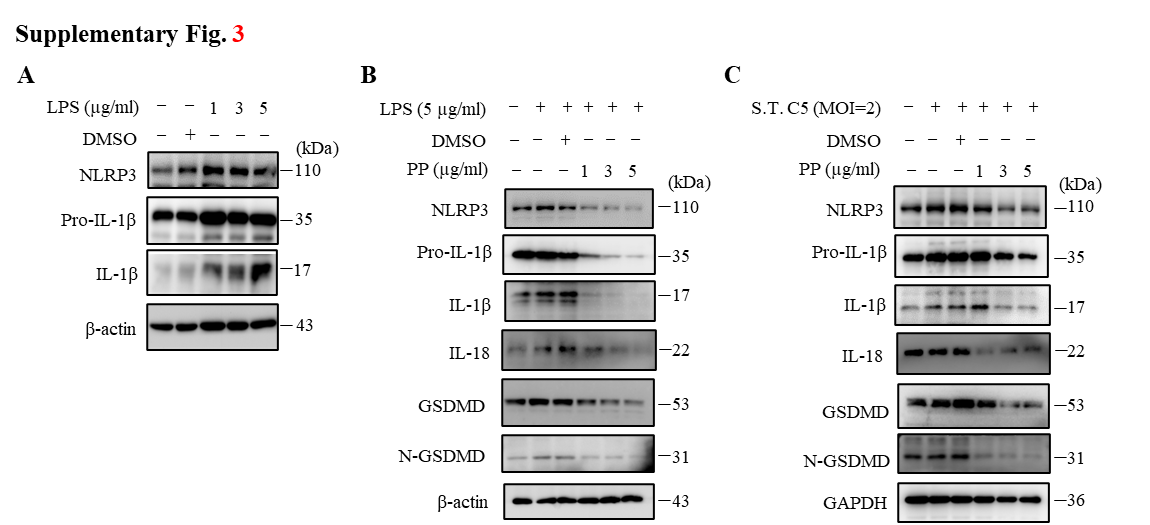 Supplementary Fig. 3
A
LPS (µg/ml) − − 1 3 5
DMSO − + − − −
(kDa)
NLRP3 −110
Pro-IL-1β −35
IL-1β −17
β-actin −43
B
LPS (5 µg/ml) − + + + + +
DMSO − − + − − −
PP (µg/ml) − − − 1 3 5
(kDa)
NLRP3 −110
Pro-IL-1β −35
IL-1β −17
IL-18 −22
GSDMD −53
N-GSDMD −31
β-actin −43
C
S.T. C5 (MOI=2) − + + + + +
DMSO − − + − − −
PP (µg/ml) − − − 1 3 5
(kDa)
NLRP3 −110
Pro-IL-1β −35
IL-1β −17
IL-18 −22
GSDMD −53
N-GSDMD −31
GAPDH −36